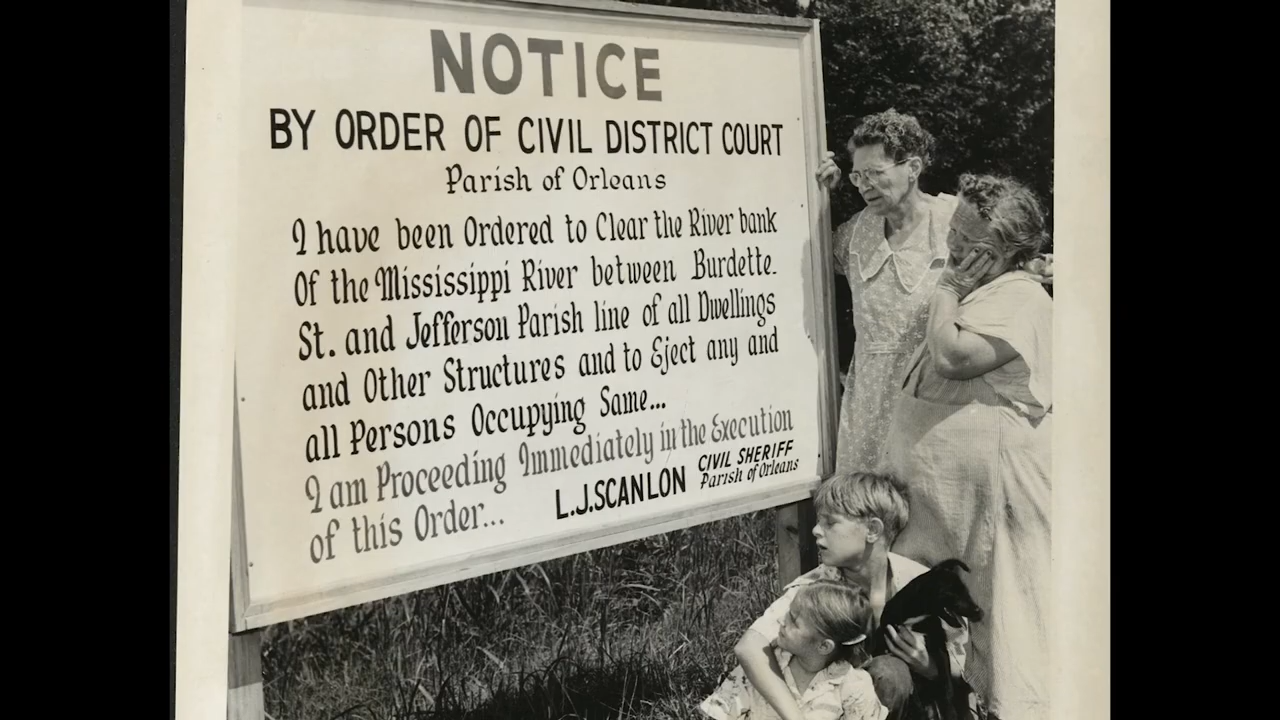 NOTICE
BY ORDER OF CIVIL DISTRICT COURT
Parish of Orleans
I have been Ordered to Clear the River bank
Of the Mississippi River between Burdette
St. and Jefferson Parish line of all Dwellings
and Other Structures and to Eject any and
all Persons Occupying Same...
I am Proceeding Immediately in the Execution
of this Order...
L.J.SCANLON
CIVIL SHERIFF
Parish of Orleans